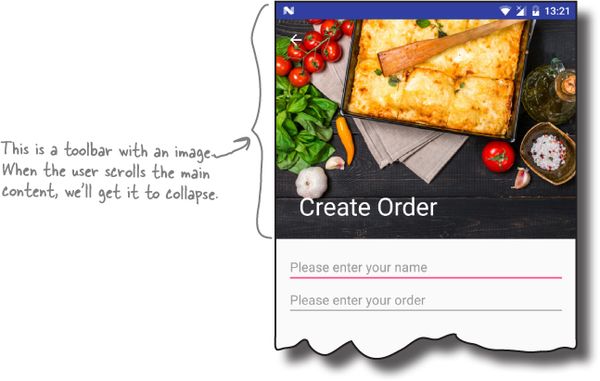 13:21
This is a toolbar with an image.
When the user scrolls the main
content, we'll get it to collapse.
Create Order
Please enter your name
Please enter your order